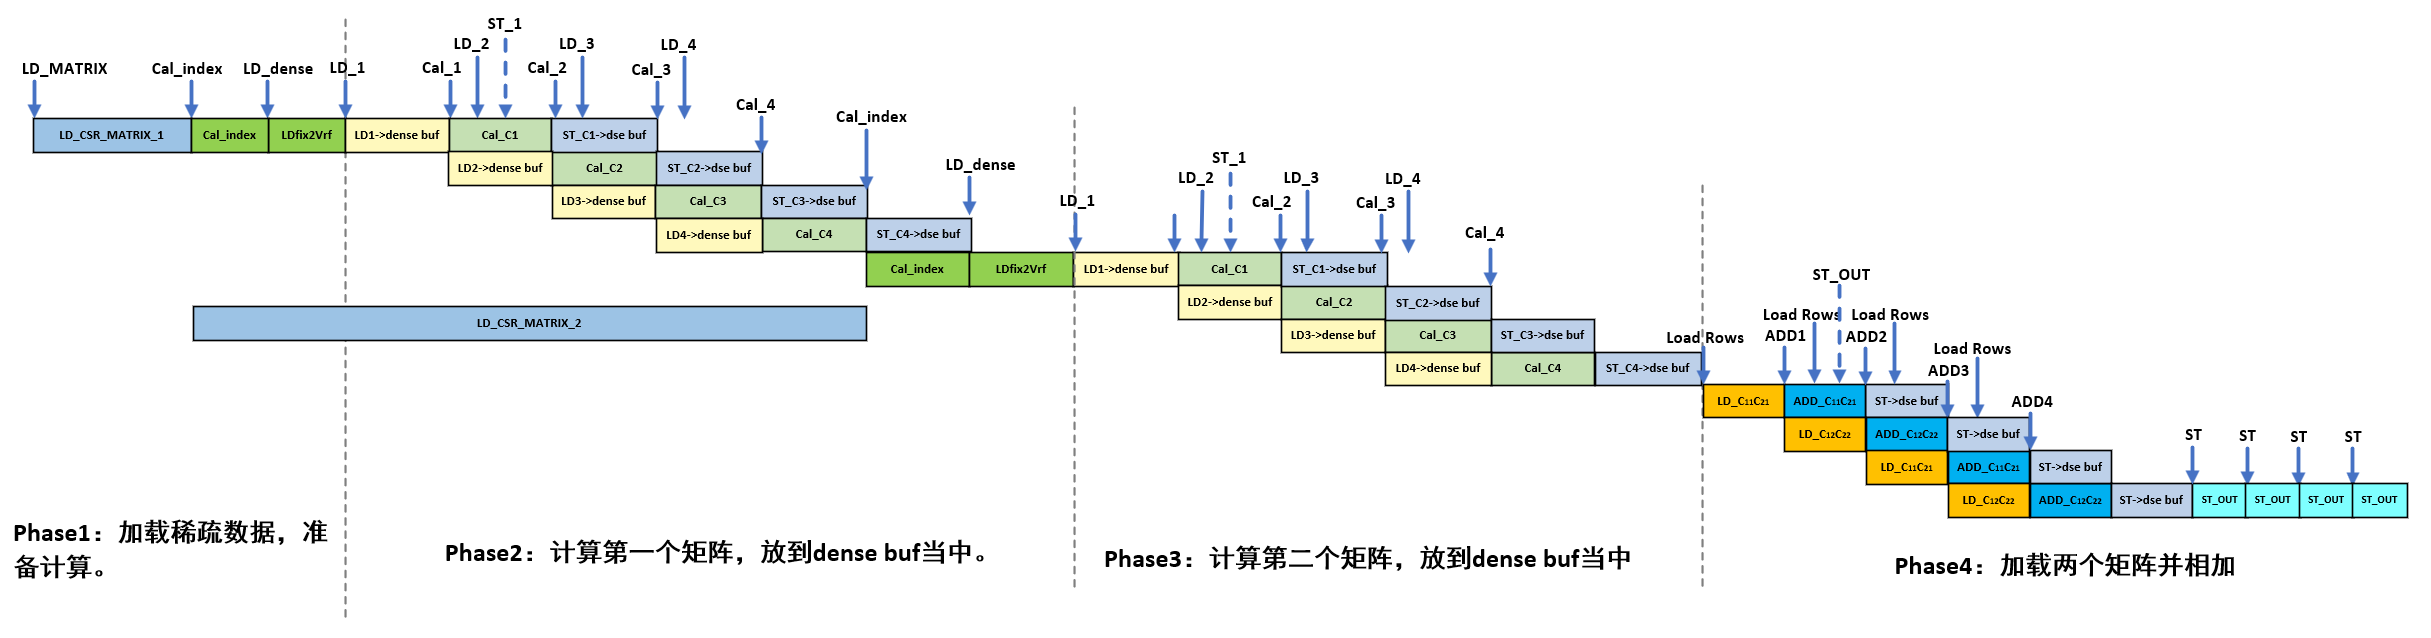 ST_1
LD_2
LD_3
LD_4
LD_MATRIX
Cal_index
LD_dense
LD_1
Cal_1
Cal_2
Cal_3
Cal_4
Cal_index
LD_CSR_MATRIX_1
Cal_index
LDfix2Vrf
LD1->dense buf
Cal_C1
ST_C1->dse buf
LD2->dense buf
Cal_C2
ST_C2->dse buf
LD_dense
LD3->dense buf
Cal_C3
ST_C3->dse buf
LD4->dense buf
Cal_C4
ST_C4->dse buf
Cal_index
LDfix2Vrf
LD_CSR_MATRIX_2
ST_1
LD_2
LD_3
LD_4
LD_1
Cal_2
Cal_3
Cal_4
LD1->dense buf
Cal_C1
ST_C1->dse buf
LD2->dense buf
Cal_C2
ST_C2->dse buf
LD3->dense buf
Cal_C3
ST_C3->dse buf
LD4->dense buf
Cal_C4
ST_C4->dse buf
ST_OUT
Load Rows
Load Rows
Load Rows
ADD1
ADD2
Load Rows
ADD3
ADD4
LD_C11C21
ADD_C11C21
ST->dse buf
LD_C12C22
ADD_C12C22
ST->dse buf
LD_C11C21
ADD_C11C21
ST->dse buf
LD_C12C22
ADD_C12C22
ST->dse buf
ST
ST
ST
ST
ST_OUT
ST_OUT
ST_OUT
ST_OUT
Phase1：加载稀疏数据，准
备计算。
Phase2：计算第一个矩阵，放到dense buf当中。
Phase3：计算第二个矩阵，放到dense buf当中
Phase4：加载两个矩阵并相加